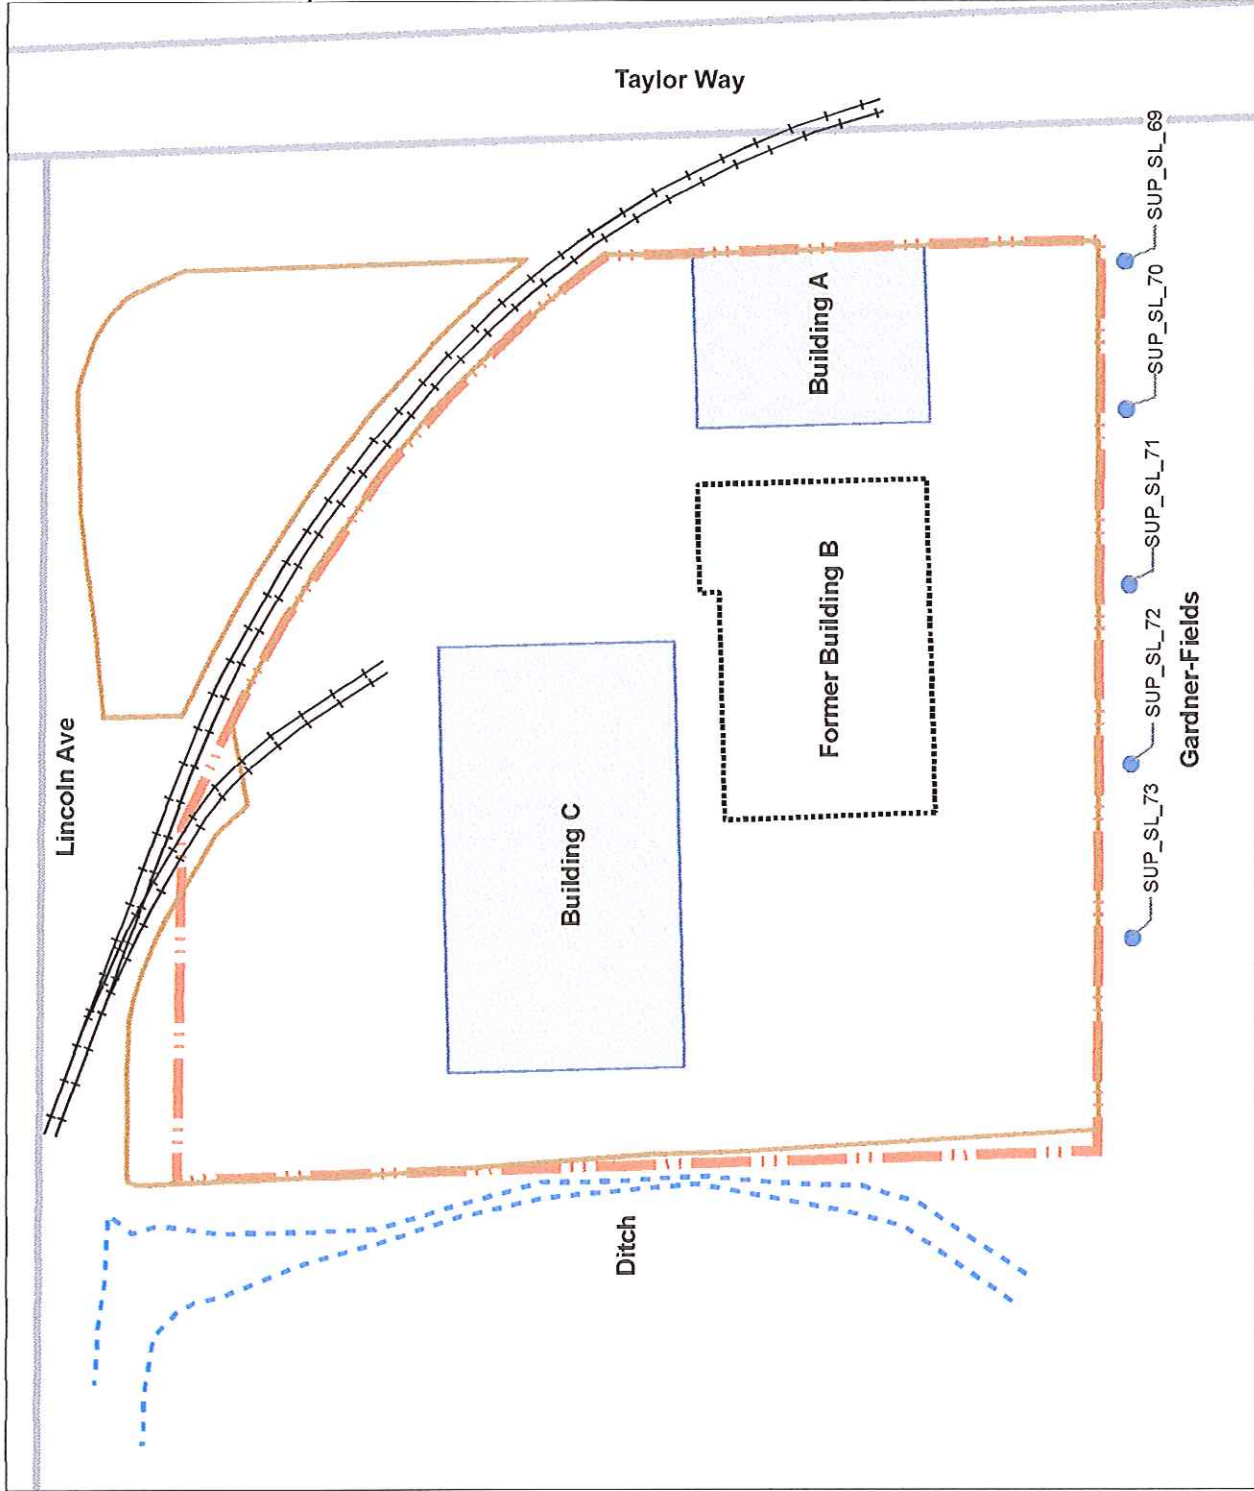 Taylor Way
Lincoln Ave
Building A
Former Building B
Building C
Ditch
SUP_SL_69
SUP_SL_70
SUP_SL_71
SUP_SL_72
SUP_SL_73
Gardner-Fields